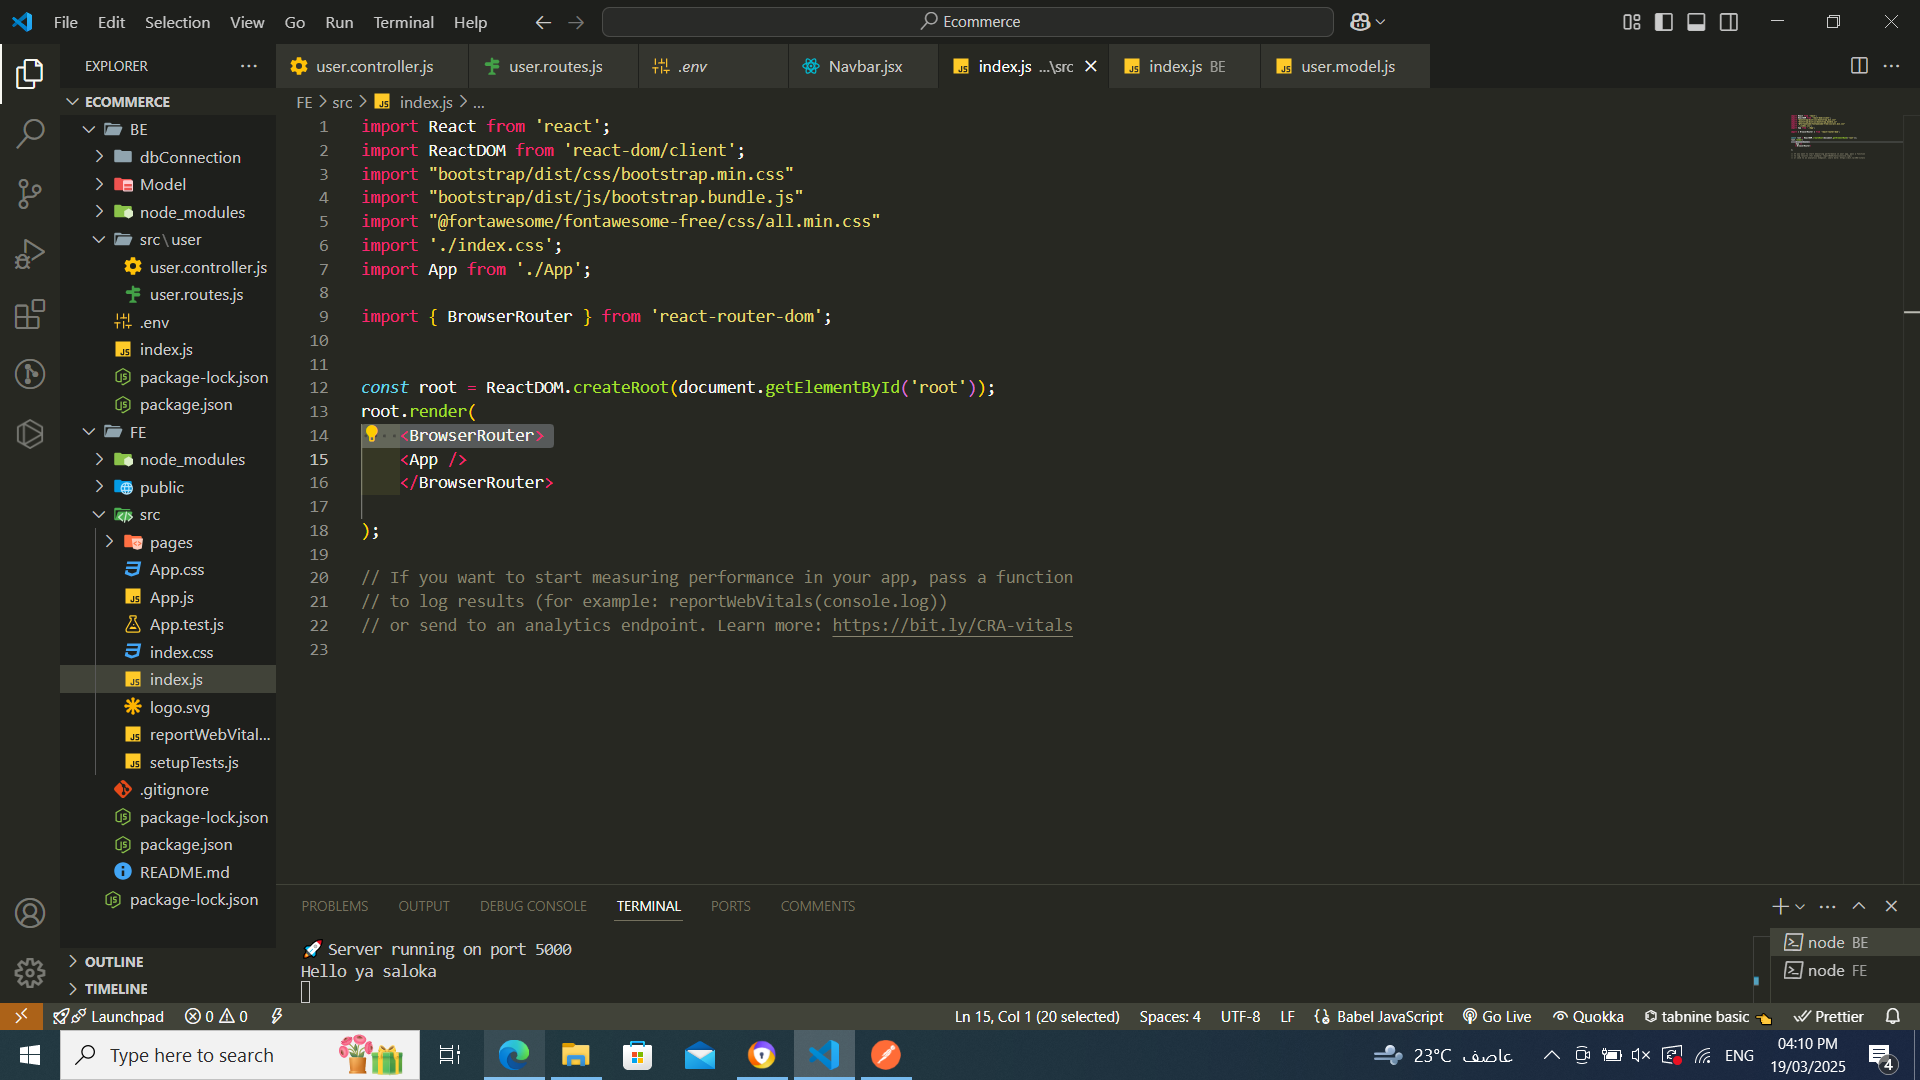 File Edit Selection View Go Run Terminal Help
Ecommerce
EXPLORER
user.controller.js
user.routes.js
.env
Navbar.jsx
index.js ...\src
index.js BE
user.model.js
ECOMMERCE
BE
dbConnection
Model
node_modules
src\user
user.controller.js
user.routes.js
.env
index.js
package-lock.json
package.json
FE
node_modules
public
src
pages
App.css
App.js
App.test.js
index.css
index.js
logo.svg
reportWebVital...
setupTests.js
.gitignore
package-lock.json
package.json
README.md
package-lock.json
OUTLINE
TIMELINE
FE > src > index.js > ...
1 import React from 'react';
2 import ReactDOM from 'react-dom/client';
3 import "bootstrap/dist/css/bootstrap.min.css"
4 import "bootstrap/dist/js/bootstrap.bundle.js"
5 import "@fortawesome/fontawesome-free/css/all.min.css"
6 import './index.css';
7 import App from './App';
8
9 import { BrowserRouter } from 'react-router-dom';
10
11
12 const root = ReactDOM.createRoot(document.getElementById('root'));
13 root.render(
14 <BrowserRouter>
15 <App />
16 </BrowserRouter>
17
18 );
19
20 // If you want to start measuring performance in your app, pass a function
21 // to log results (for example: reportWebVitals(console.log))
22 // or send to an analytics endpoint. Learn more: https://bit.ly/CRA-vitals
23
PROBLEMS OUTPUT DEBUG CONSOLE TERMINAL PORTS COMMENTS
🚀 Server running on port 5000
Hello ya saloka
node BE
node FE
Launchpad 0 0 Ln 15, Col 1 (20 selected) Spaces: 4 UTF-8 LF Babel JavaScript Go Live Quokka tabnine basic Prettier
Type here to search
23°C عاصف
ENG
04:10 PM
19/03/2025
4